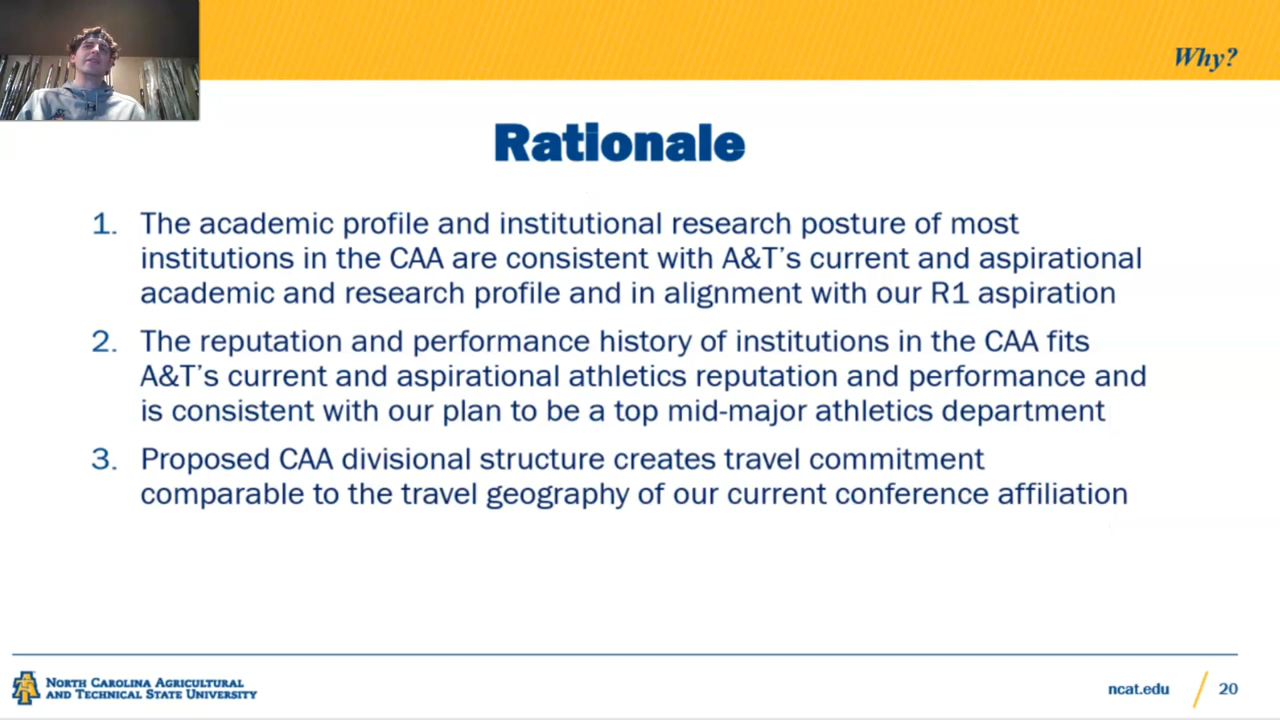 Why?
Rationale
1. The academic profile and institutional research posture of most
institutions in the CAA are consistent with A&T’s current and aspirational
academic and research profile and in alignment with our R1 aspiration
2. The reputation and performance history of institutions in the CAA fits
A&T’s current and aspirational athletics reputation and performance and
is consistent with our plan to be a top mid-major athletics department
3. Proposed CAA divisional structure creates travel commitment
comparable to the travel geography of our current conference affiliation
North Carolina Agricultural
and Technical State University
ncat.edu / 20